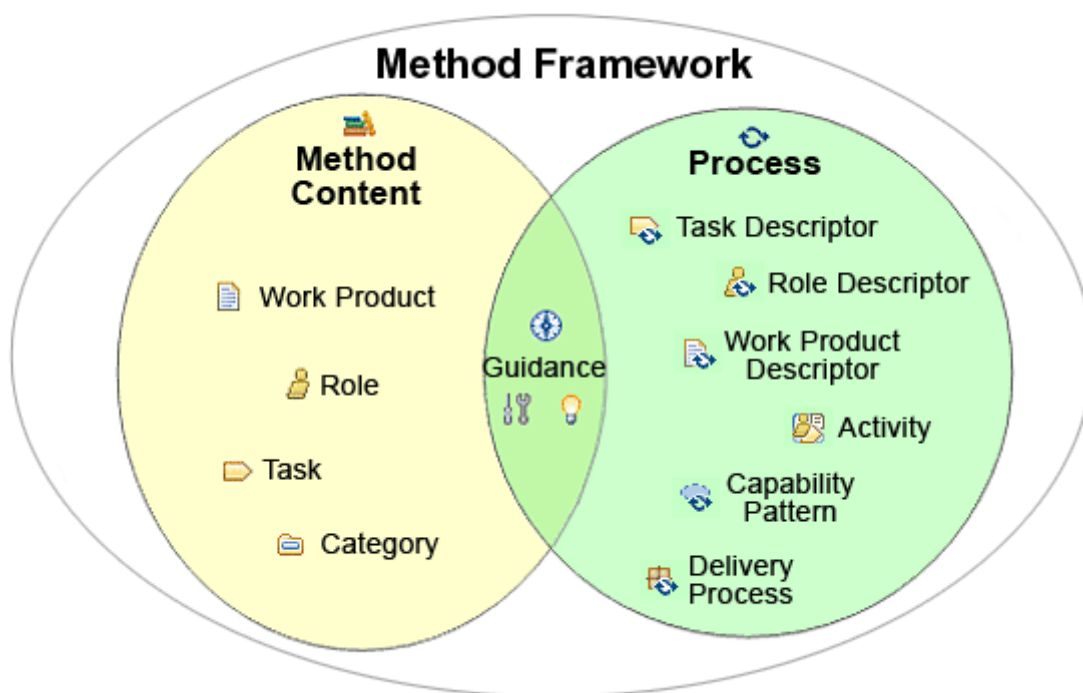 Method Framework
Method
Content
Work Product
Role
Task
Category
Guidance
Process
Task Descriptor
Role Descriptor
Work Product
Descriptor
Activity
Capability
Pattern
Delivery
Process